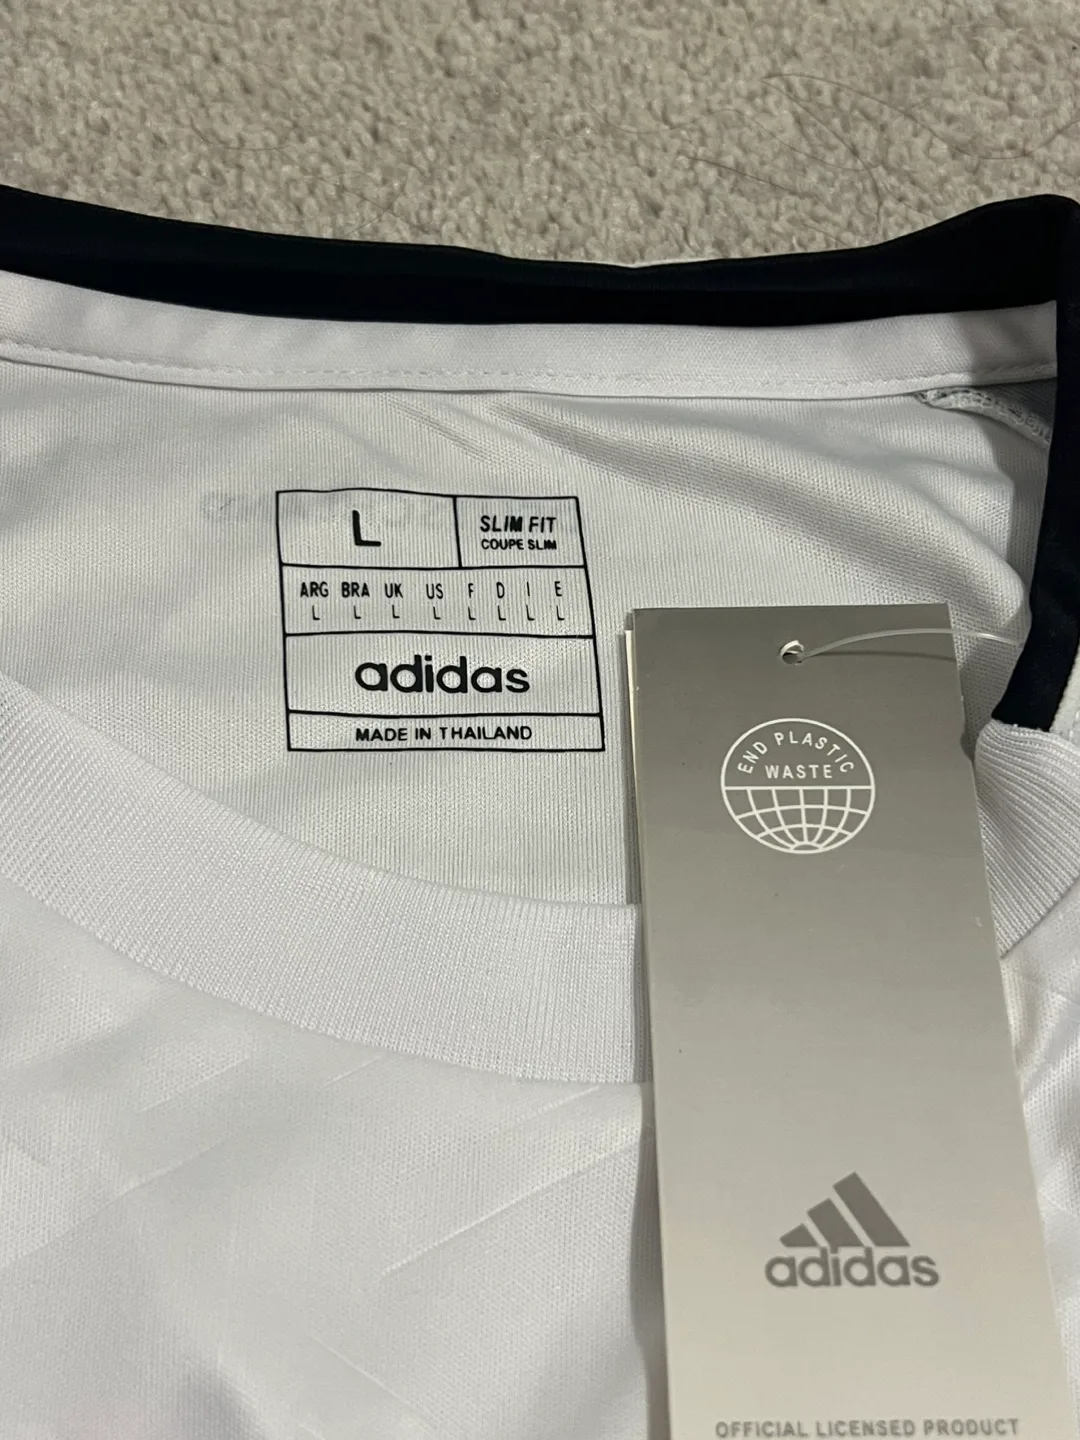 L
SLIM FIT
COUPE SLIM
ARG BRA UK US F D I E
L L L L L L L L
adidas
MADE IN THAILAND
END PLASTIC
WASTE
adidas
OFFICIAL LICENSED PRODUCT